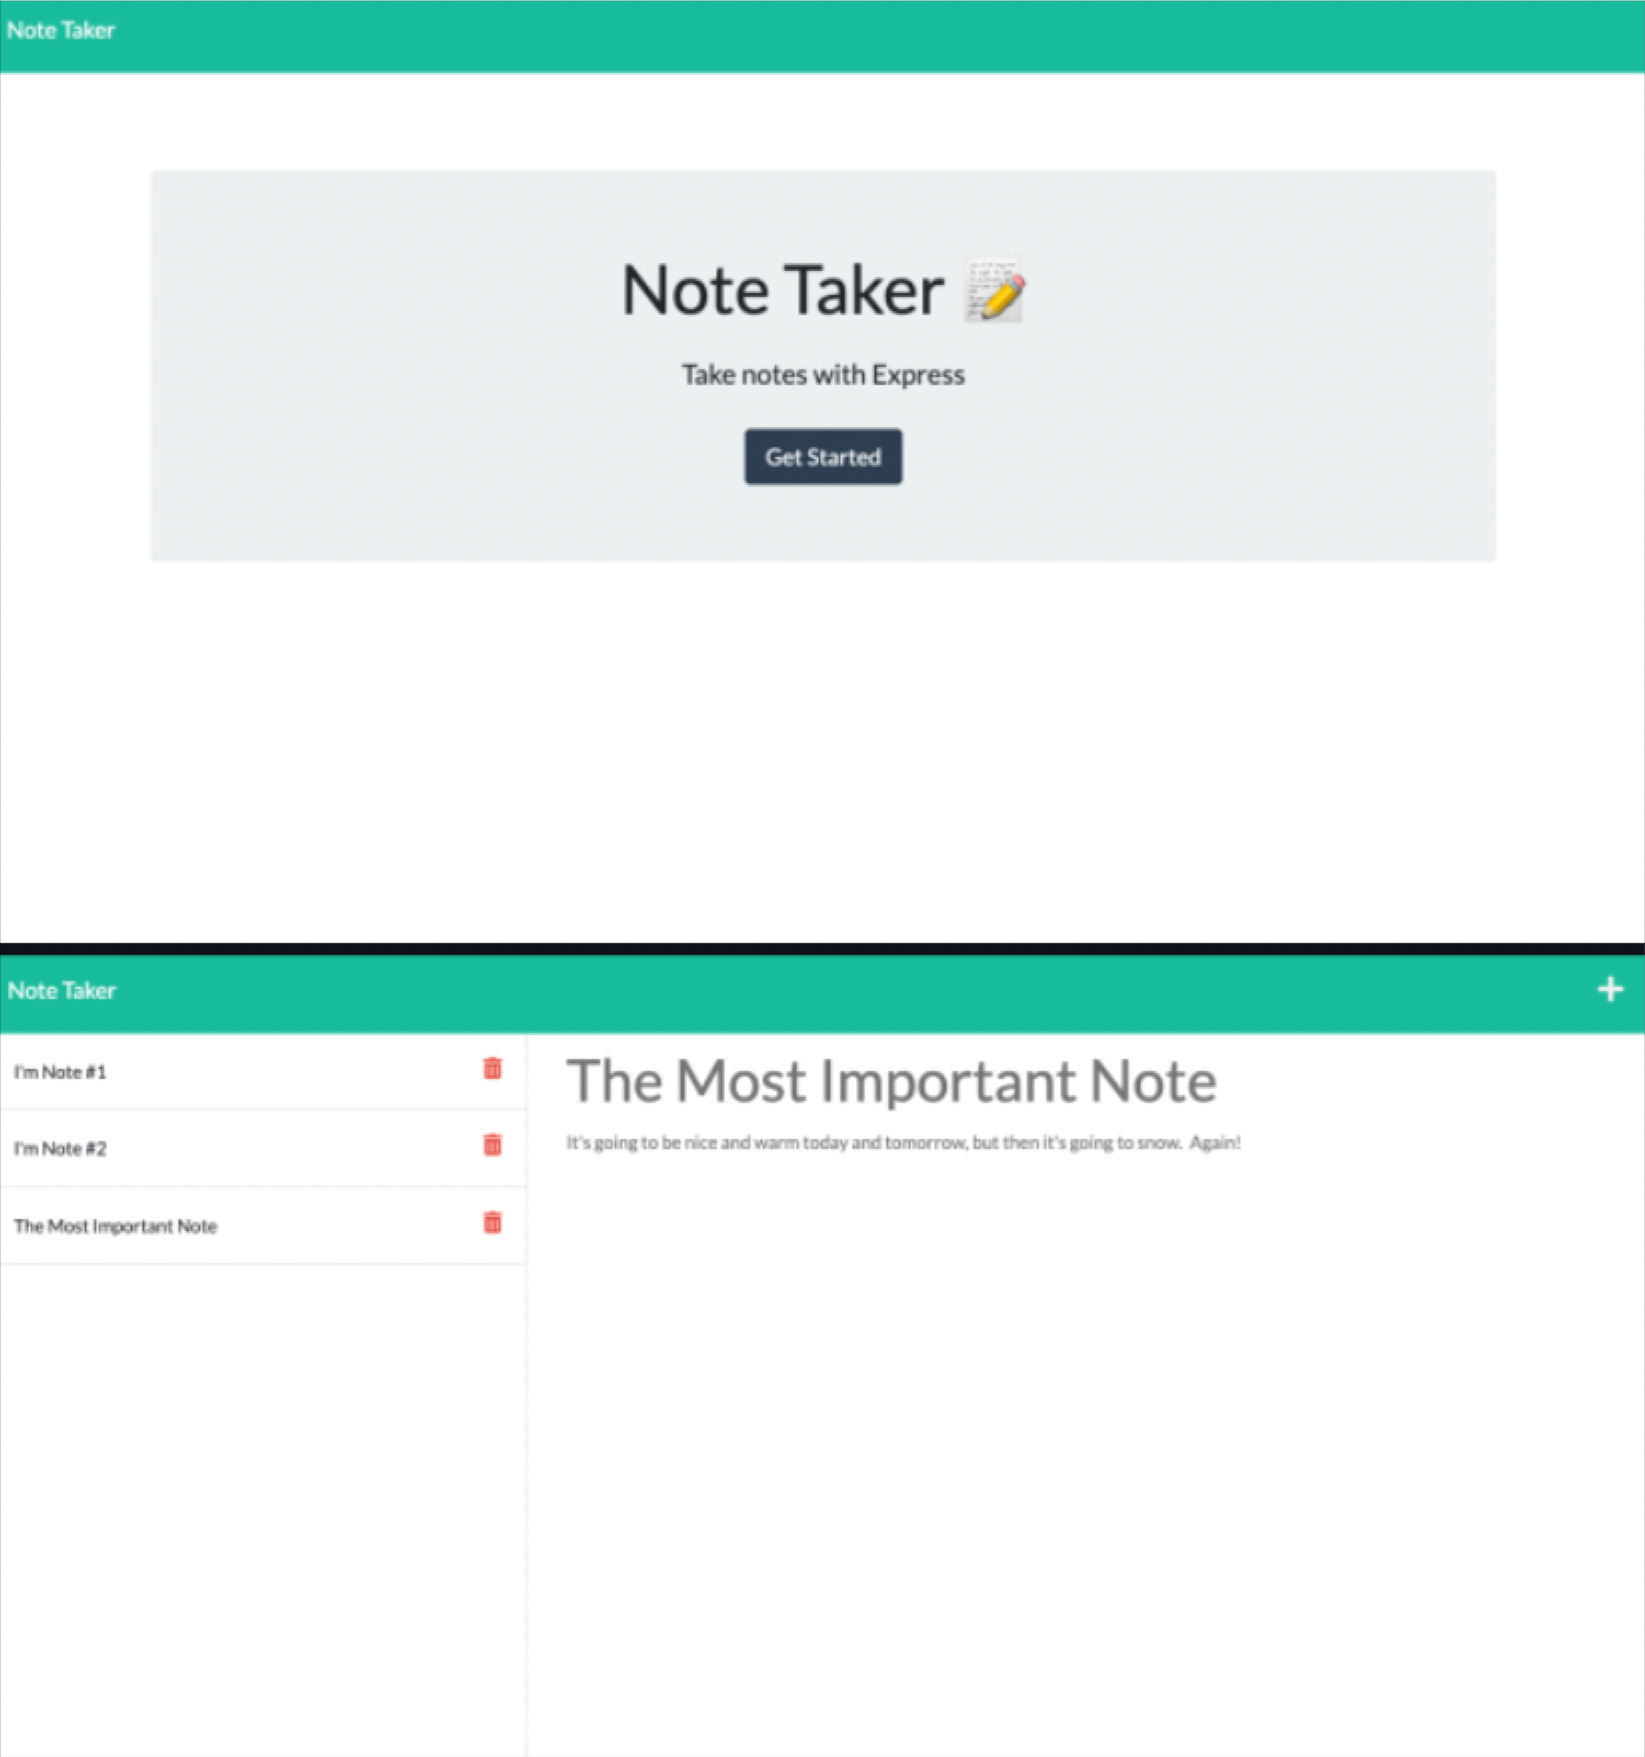 Note Taker
Note Taker
Take notes with Express
Get Started
Note Taker
I'm Note #1
I'm Note #2
The Most Important Note
The Most Important Note
It's going to be nice and warm today and tomorrow, but then it's going to snow. Again!